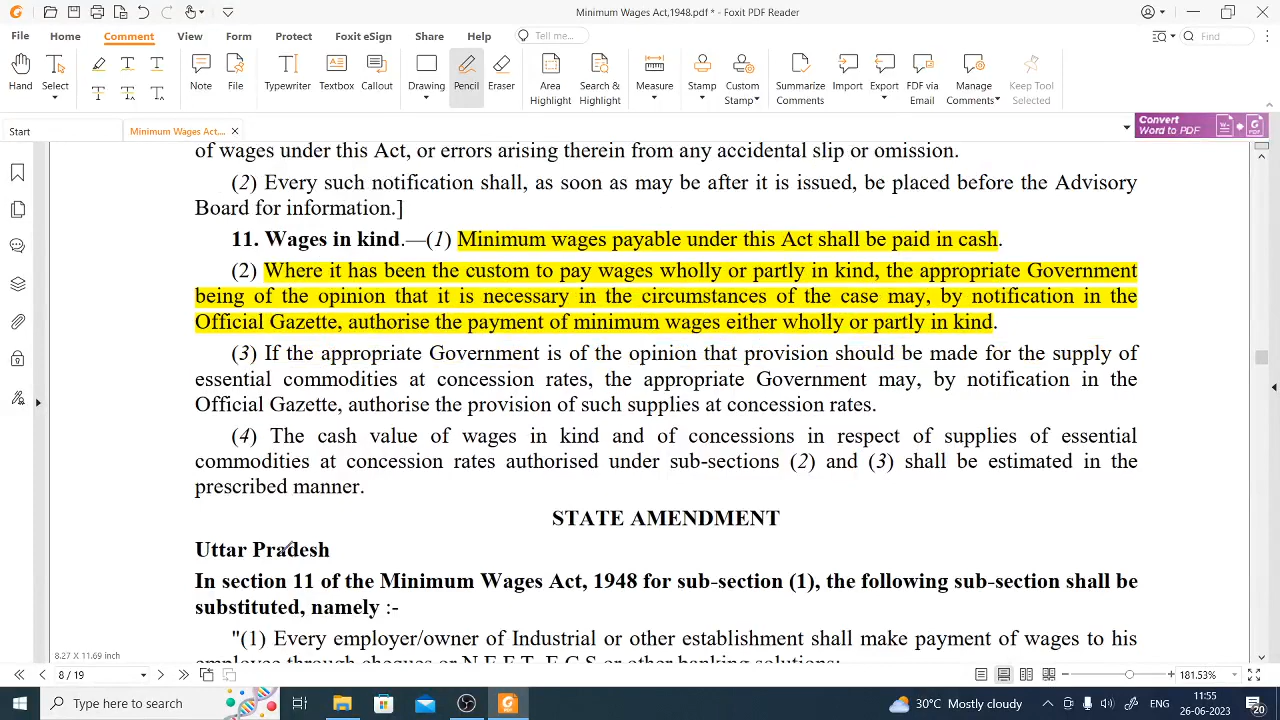 Minimum Wages Act,1948.pdf * - Foxit PDF Reader
File Home Comment View Form Protect Foxit eSign Share Help Tell me... Find
Hand Select Note File Typewriter Textbox Callout Drawing Pencil Eraser Area Highlight Search & Highlight Measure Stamp Custom Stamp Summarize Comments Import Export FDF via Email Manage Comments Keep Tool Selected
Start Minimum Wages Act,... Convert Word to PDF
of wages under this Act, or errors arising therein from any accidental slip or omission.
(2) Every such notification shall, as soon as may be after it is issued, be placed before the Advisory
Board for information.]
11. Wages in kind.—(1) Minimum wages payable under this Act shall be paid in cash.
(2) Where it has been the custom to pay wages wholly or partly in kind, the appropriate Government
being of the opinion that it is necessary in the circumstances of the case may, by notification in the
Official Gazette, authorise the payment of minimum wages either wholly or partly in kind.
(3) If the appropriate Government is of the opinion that provision should be made for the supply of
essential commodities at concession rates, the appropriate Government may, by notification in the
Official Gazette, authorise the provision of such supplies at concession rates.
(4) The cash value of wages in kind and of concessions in respect of supplies of essential
commodities at concession rates authorised under sub-sections (2) and (3) shall be estimated in the
prescribed manner.
STATE AMENDMENT
Uttar Pradesh
In section 11 of the Minimum Wages Act, 1948 for sub-section (1), the following sub-section shall be
substituted, namely :-
"(1) Every employer/owner of Industrial or other establishment shall make payment of wages to his
employee through cheques or N.E.F.T, E.C.S or other banking solutions:
8.27 x 11.69 inch
8 / 19 181.53%
Type here to search 30°C Mostly cloudy ENG 11:55
26-06-2023 20